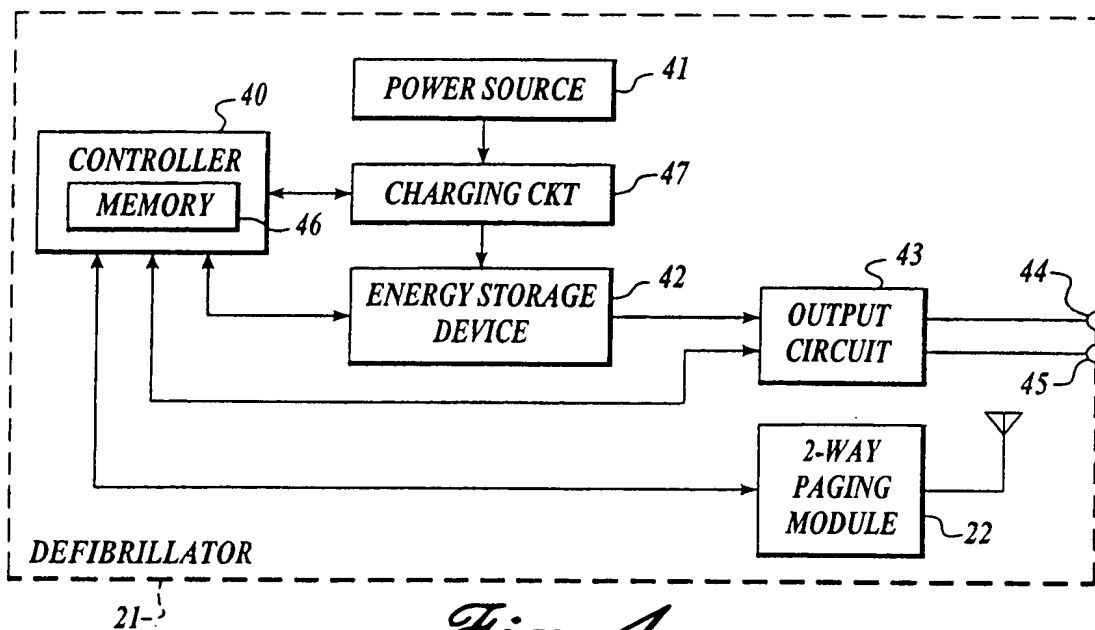 POWER SOURCE
41
40
CONTROLLER
MEMORY
46
CHARGING CKT
47
ENERGY STORAGE
DEVICE
42
43
OUTPUT
CIRCUIT
44
45
2-WAY
PAGING
MODULE
22
DEFIBRILLATOR
21